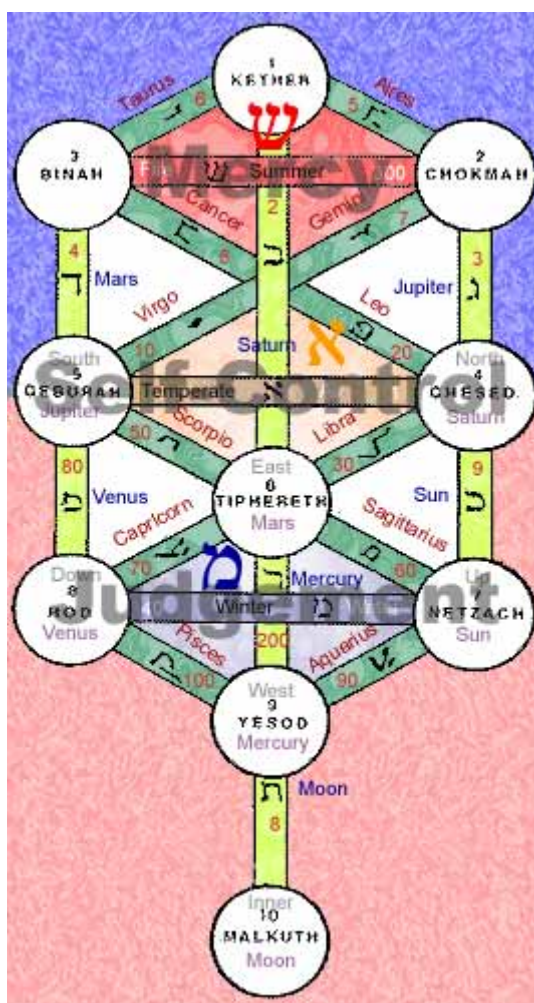 1
KETHER
Taurus
6
Aires
5
ש
3
BINAH
2
CHOKMAH
Summer
Mercy
2
Cancer
Gemini
7
4
ד
Mars
Jupiter
3
ג
Virgo
Leo
10
20
Saturn
א
South
5
GEBURAH
Jupiter
North
4
CHESED
Saturn
Temperate
Self Control
Scorpio
Libra
50
30
80
9
East
6
TIPHERETH
Mars
Venus
Sun
Capricorn
Sagittarius
70
60
מ
Mercury
Down
8
HOD
Venus
Up
7
NETZACH
Sun
Winter
מ
Judgement
Pisces
Aquarius
200
100
90
West
9
YESOD
Mercury
ת
Moon
8
Inner
10
MALKUTH
Moon